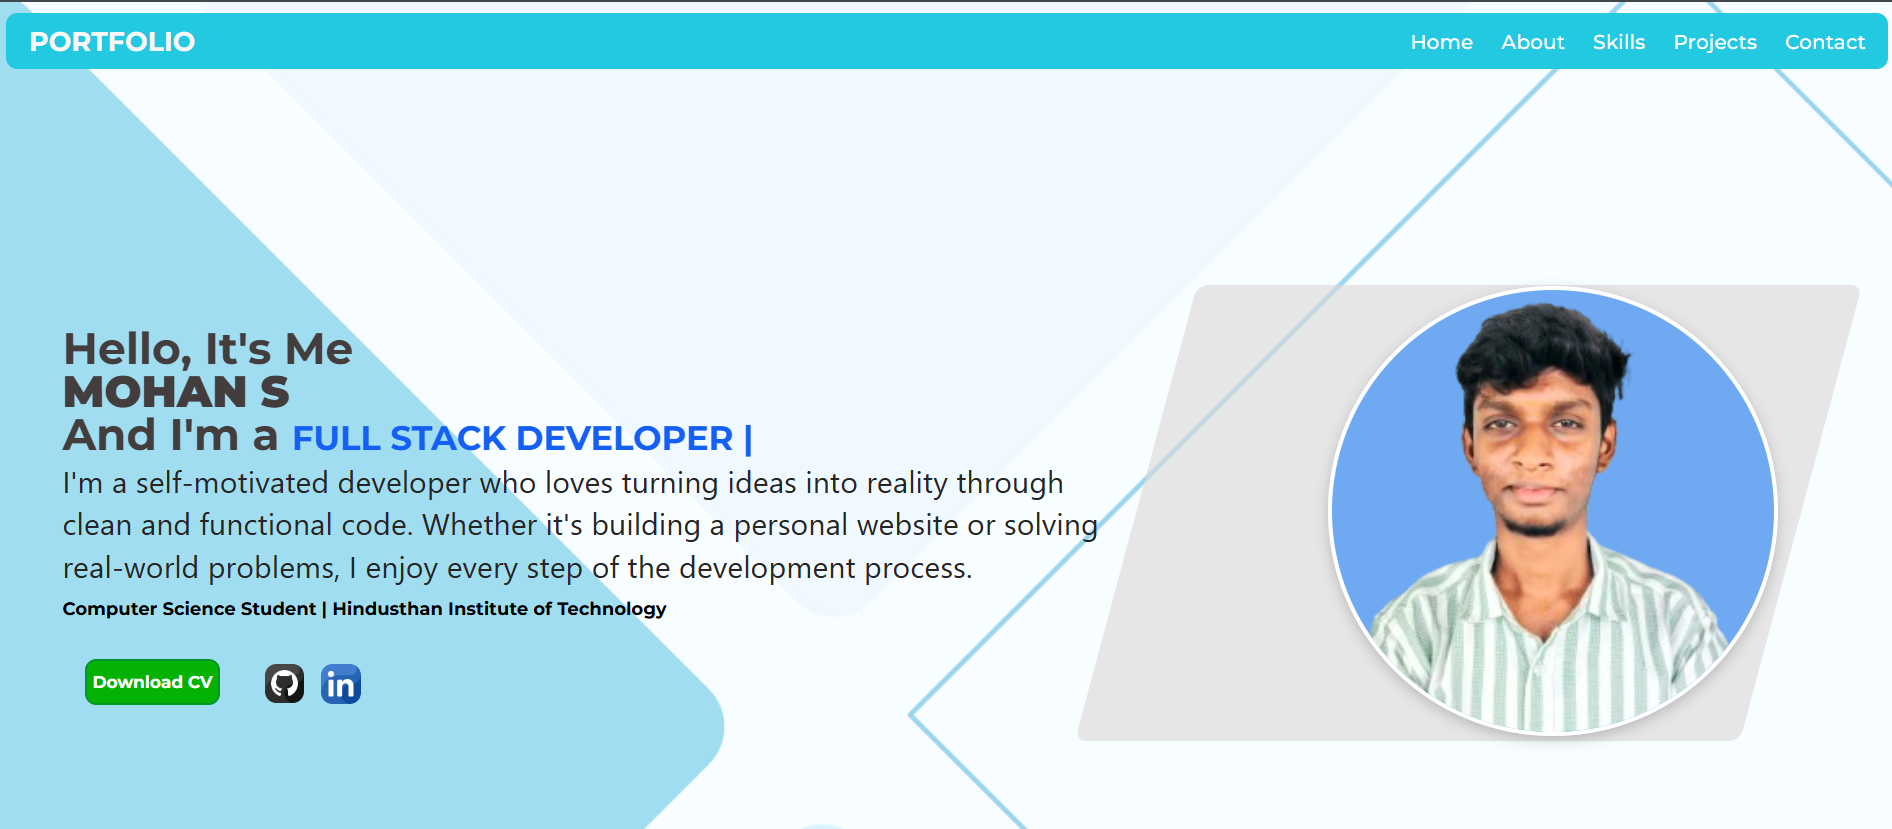 PORTFOLIO
Home About Skills Projects Contact
Hello, It's Me
MOHAN S
And I'm a FULL STACK DEVELOPER |
I'm a self-motivated developer who loves turning ideas into reality through
clean and functional code. Whether it's building a personal website or solving
real-world problems, I enjoy every step of the development process.
Computer Science Student | Hindusthan Institute of Technology
Download CV
in